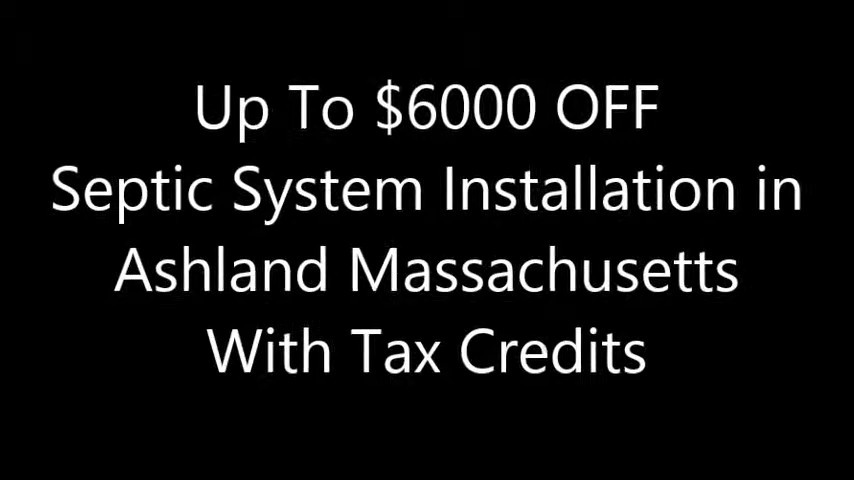 Up To $6000 OFF
Septic System Installation in
Ashland Massachusetts
With Tax Credits